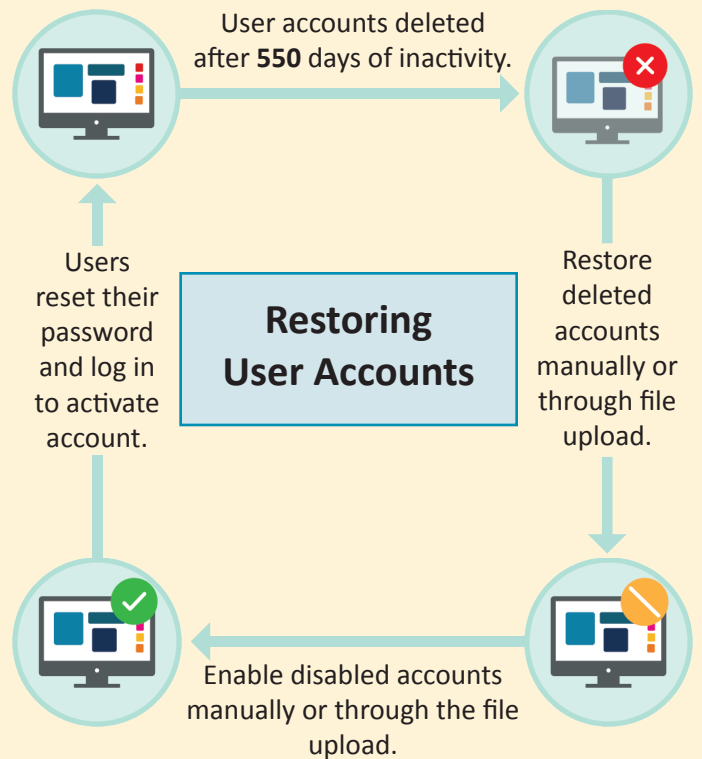 User accounts deleted
after 550 days of inactivity.
Users
reset their
password
and log in
to activate
account.
Restoring
User Accounts
Restore
deleted
accounts
manually or
through file
upload.
Enable disabled accounts
manually or through the file
upload.